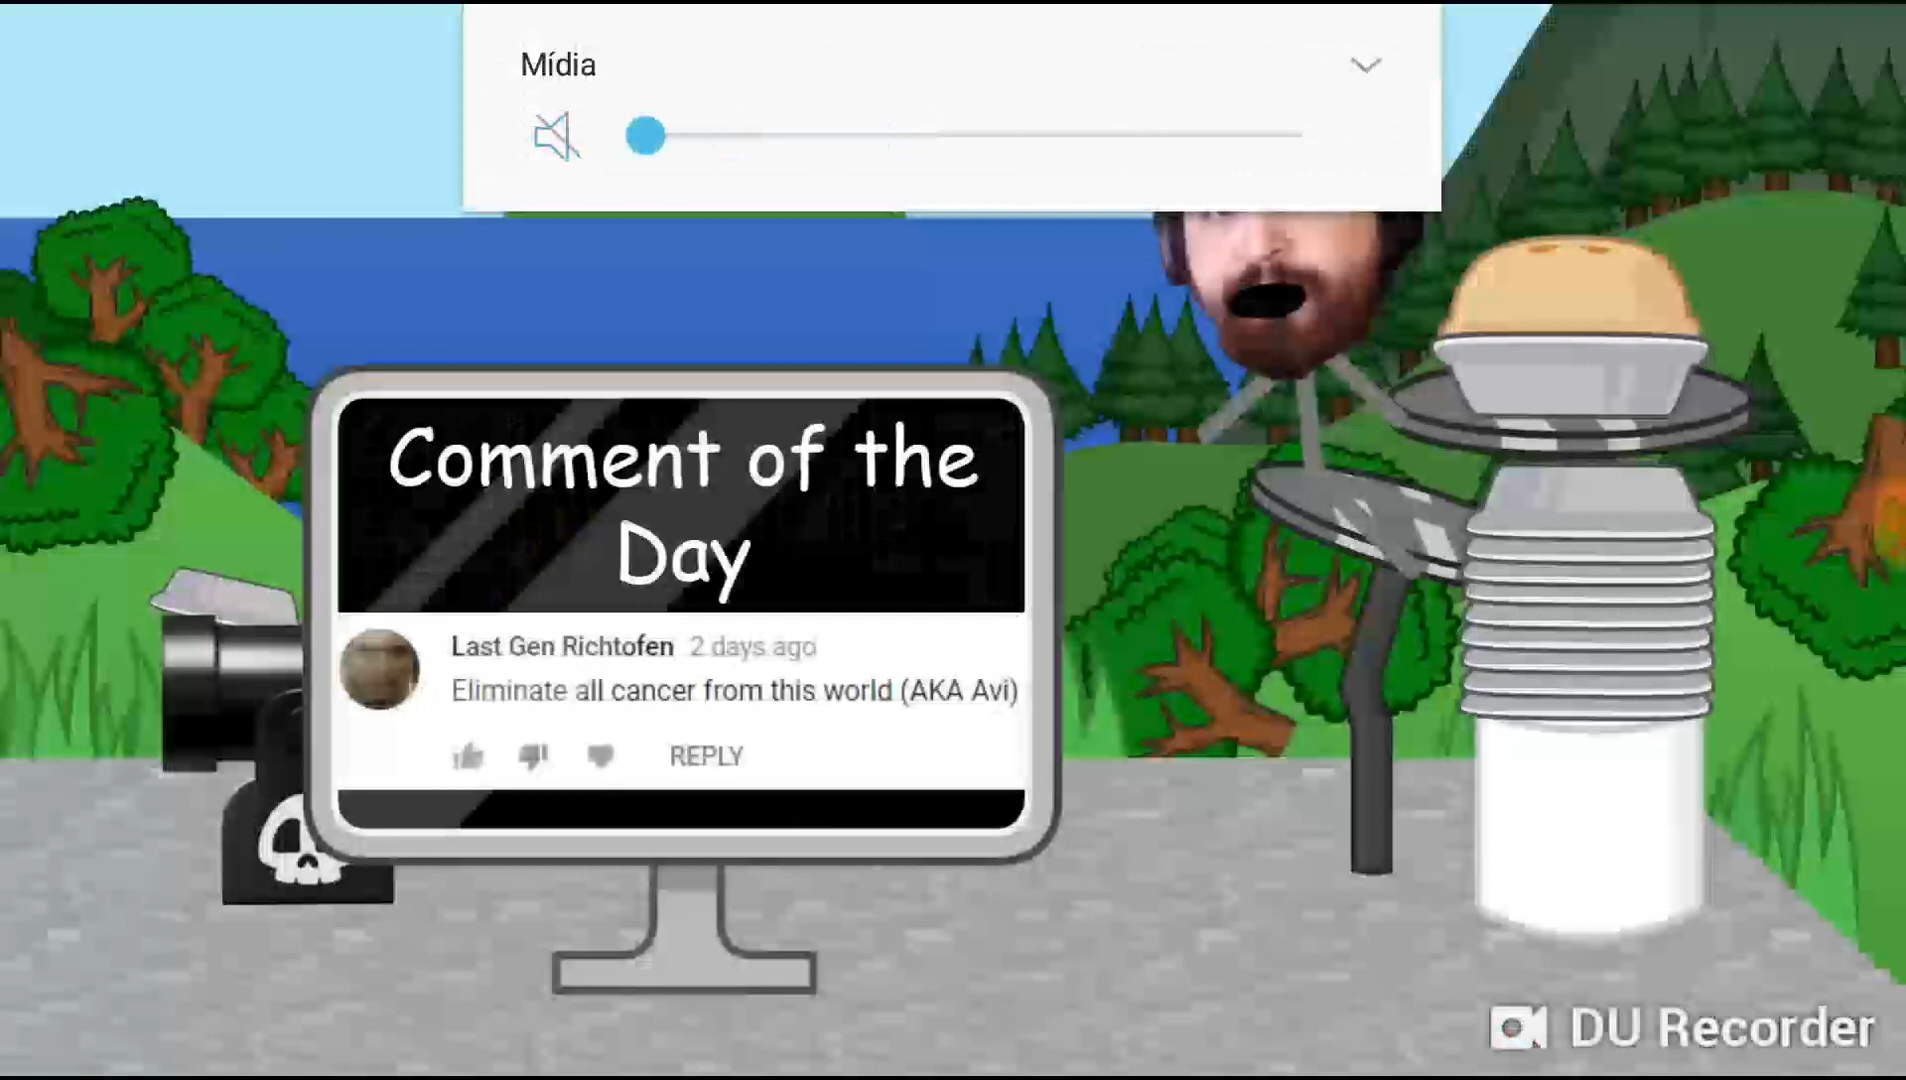 Mídia
Comment of the
Day
Last Gen Richtofen 2 days ago
Eliminate all cancer from this world (AKA Avi)
REPLY
DU Recorder